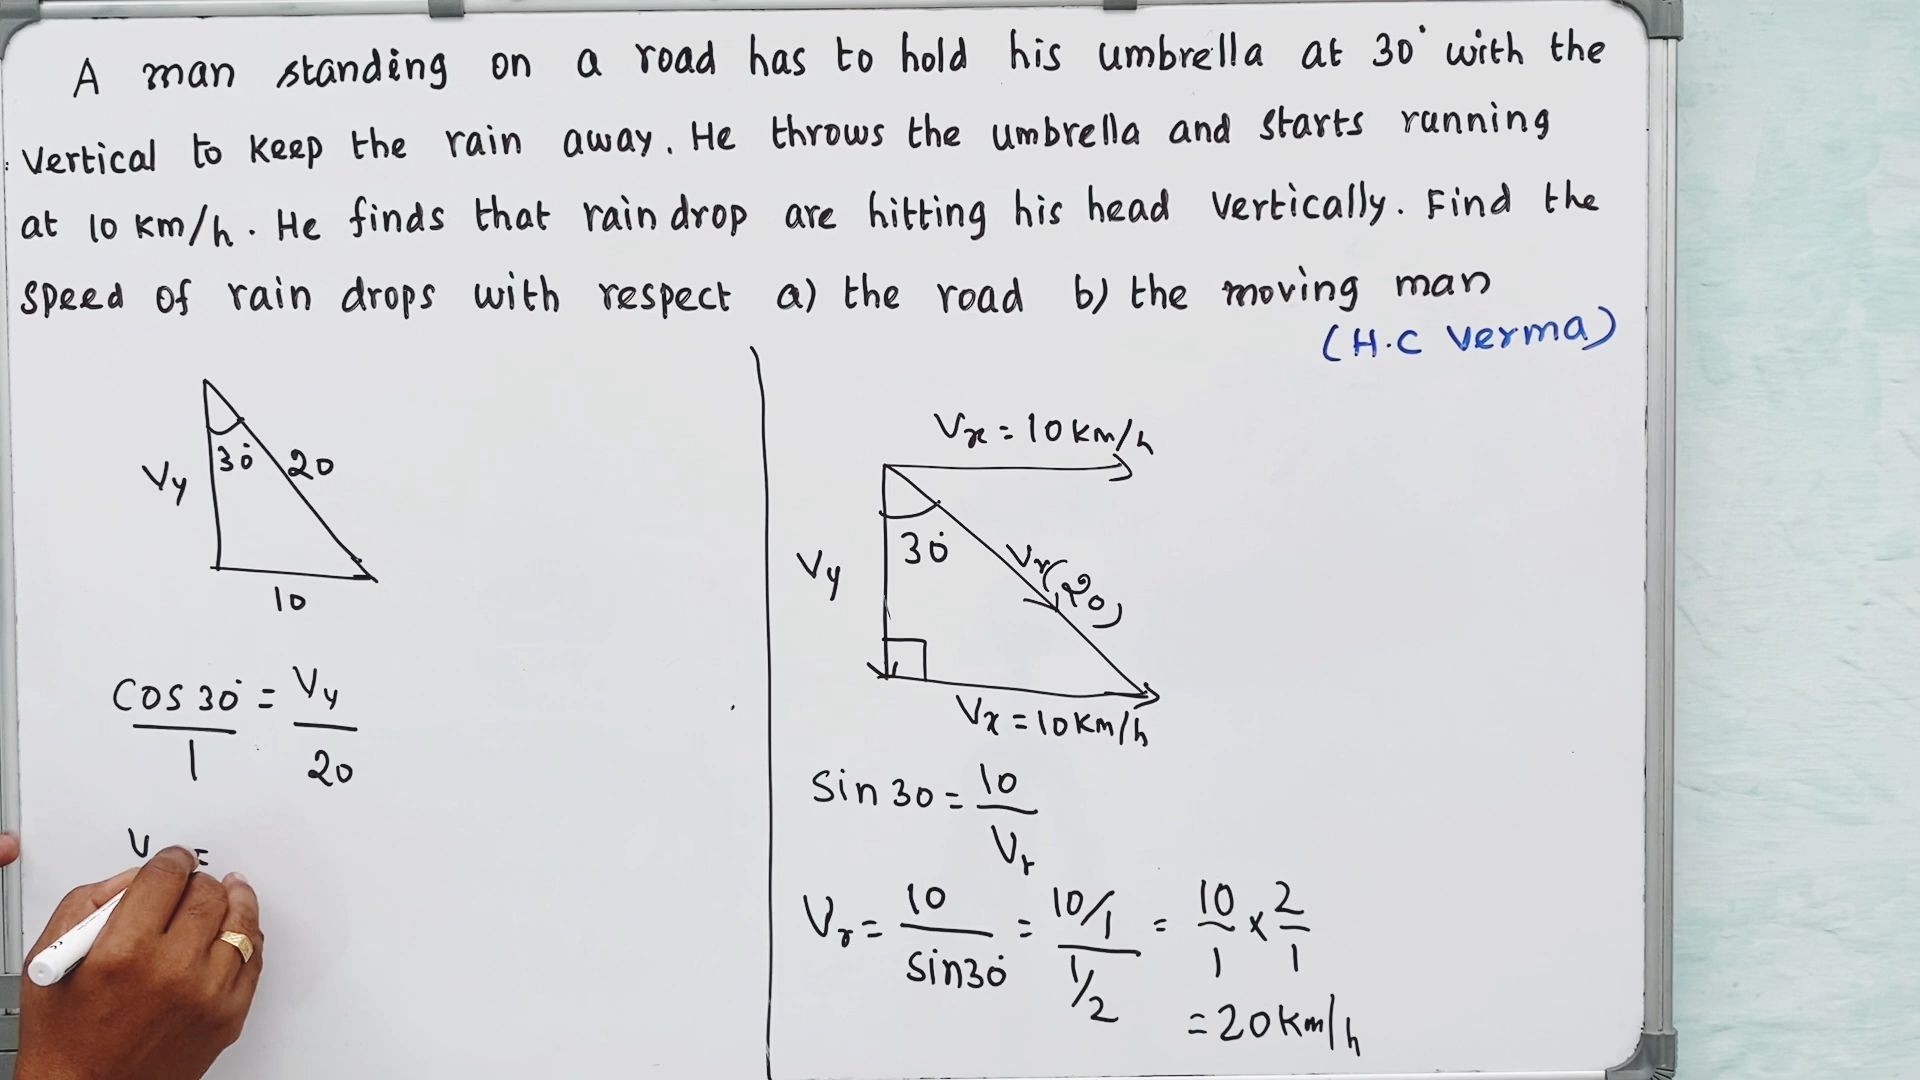 A man standing on a road has to hold his umbrella at 30° with the
vertical to keep the rain away. He throws the umbrella and starts running
at 10 km/h. He finds that rain drop are hitting his head vertically. Find the
speed of rain drops with respect a) the road b) the moving man
(H.C Verma)
Vy 30° 20
10
Cos 30° / 1 = Vy / 20
V =
Vx = 10 km/h
30°
Vy
Vr (20)
Vx = 10 km/h
Sin 30 = 10 / Vr
Vr = 10 / Sin 30° = 10/1 / 1/2 = 10/1 x 2/1
= 20 km/h